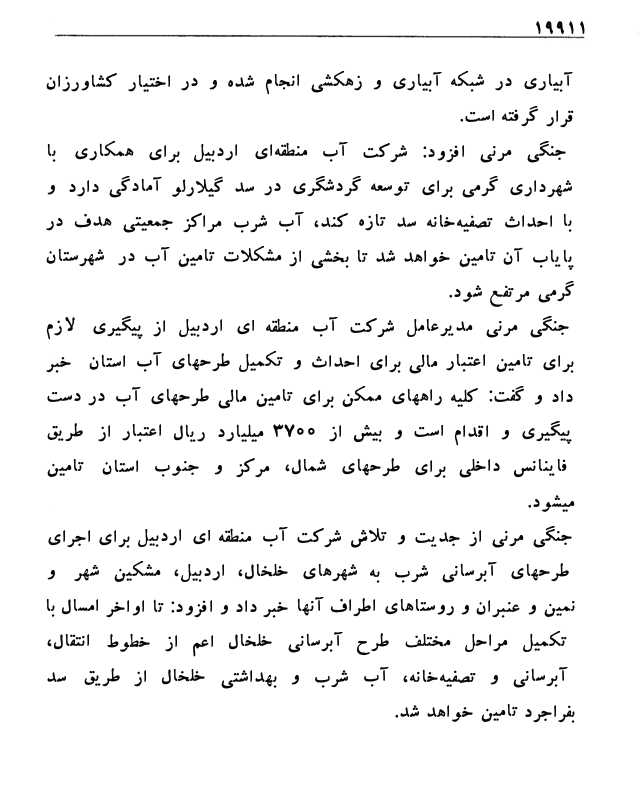 ۱۹۹۱۱
آبیاری در شبکه آبیاری و زهکشی انجام شده و در اختیار کشاورزان
قرار گرفته است.
جنگی مرنی افزود: شرکت آب منطقه‌ای اردبیل برای همکاری با
شهرداری گرمی برای توسعه گردشگری در سد گیلارلو آمادگی دارد و
با احداث تصفیه‌خانه سد تازه کند، آب شرب مراکز جمعیتی هدف در
پایاب آن تامین خواهد شد تا بخشی از مشکلات تامین آب در شهرستان
گرمی مرتفع شود.
جنگی مرنی مدیرعامل شرکت آب منطقه ای اردبیل از پیگیری لازم
برای تامین اعتبار مالی برای احداث و تکمیل طرحهای آب استان خبر
داد و گفت: کلیه راههای ممکن برای تامین مالی طرحهای آب در دست
پیگیری و اقدام است و بیش از ۳۷۰۰ میلیارد ریال اعتبار از طریق
فاینانس داخلی برای طرحهای شمال، مرکز و جنوب استان تامین
میشود.
جنگی مرنی از جدیت و تلاش شرکت آب منطقه ای اردبیل برای اجرای
طرحهای آبرسانی شرب به شهرهای خلخال، اردبیل، مشکین شهر و
نمین و عنبران و روستاهای اطراف آنها خبر داد و افزود: تا اواخر امسال با
تکمیل مراحل مختلف طرح آبرسانی خلخال اعم از خطوط انتقال،
آبرسانی و تصفیه‌خانه، آب شرب و بهداشتی خلخال از طریق سد
بفراجرد تامین خواهد شد.